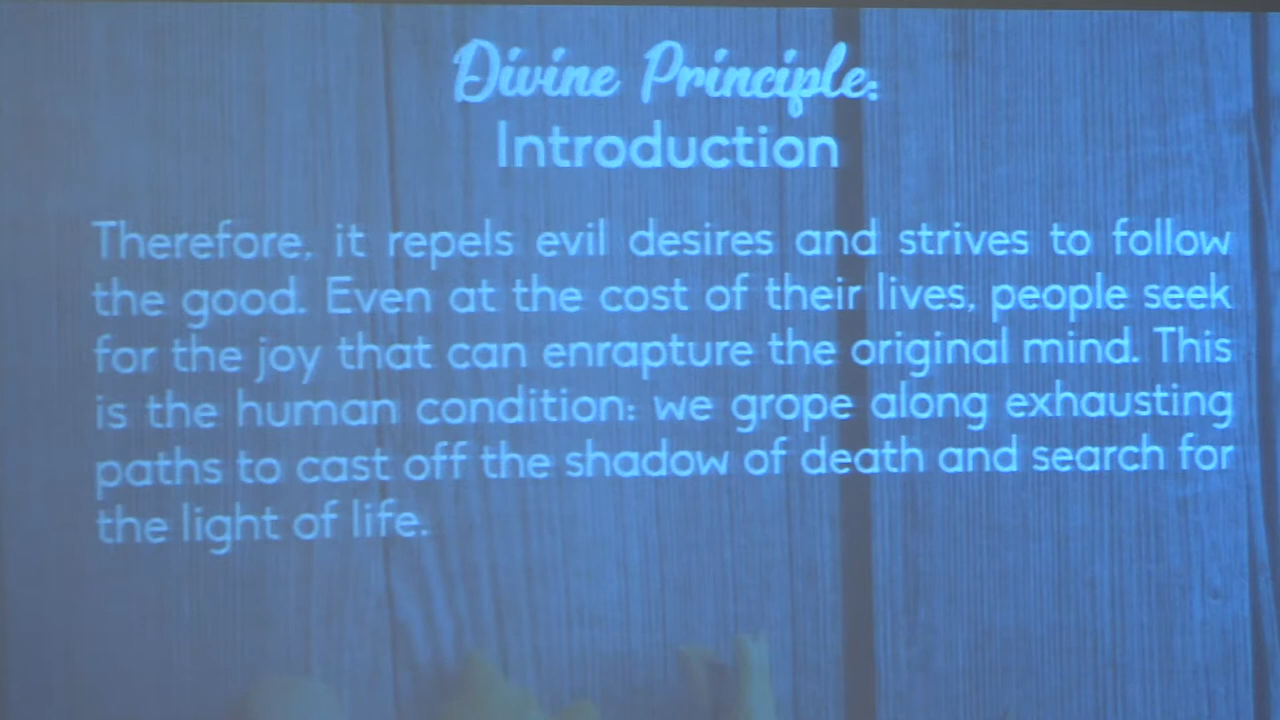 Divine Principle:
Introduction
Therefore, it repels evil desires and strives to follow
the good. Even at the cost of their lives, people seek
for the joy that can enrapture the original mind. This
is the human condition: we grope along exhausting
paths to cast off the shadow of death and search for
the light of life.